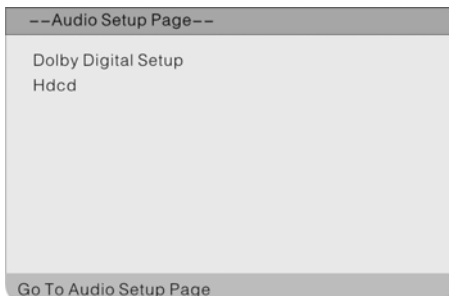 --Audio Setup Page--
Dolby Digital Setup
Hdcd
Go To Audio Setup Page